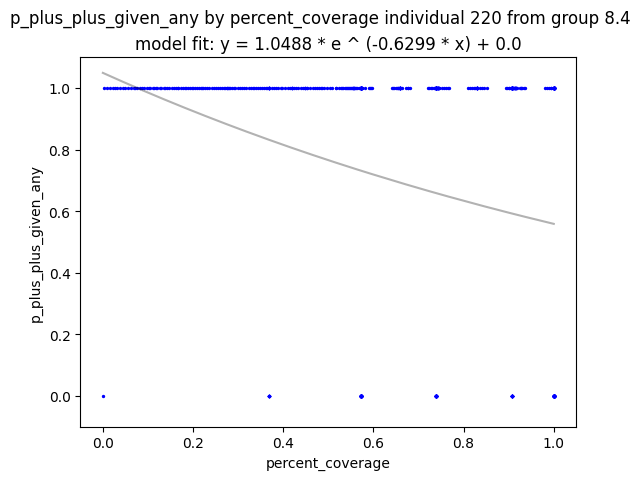 p_plus_plus_given_any by percent_coverage individual 220 from group 8.4
model fit: y = 1.0488 * e ^ (-0.6299 * x) + 0.0
1.0
0.8
0.6
0.4
0.2
0.0
p_plus_plus_given_any
0.0 0.2 0.4 0.6 0.8 1.0
percent_coverage